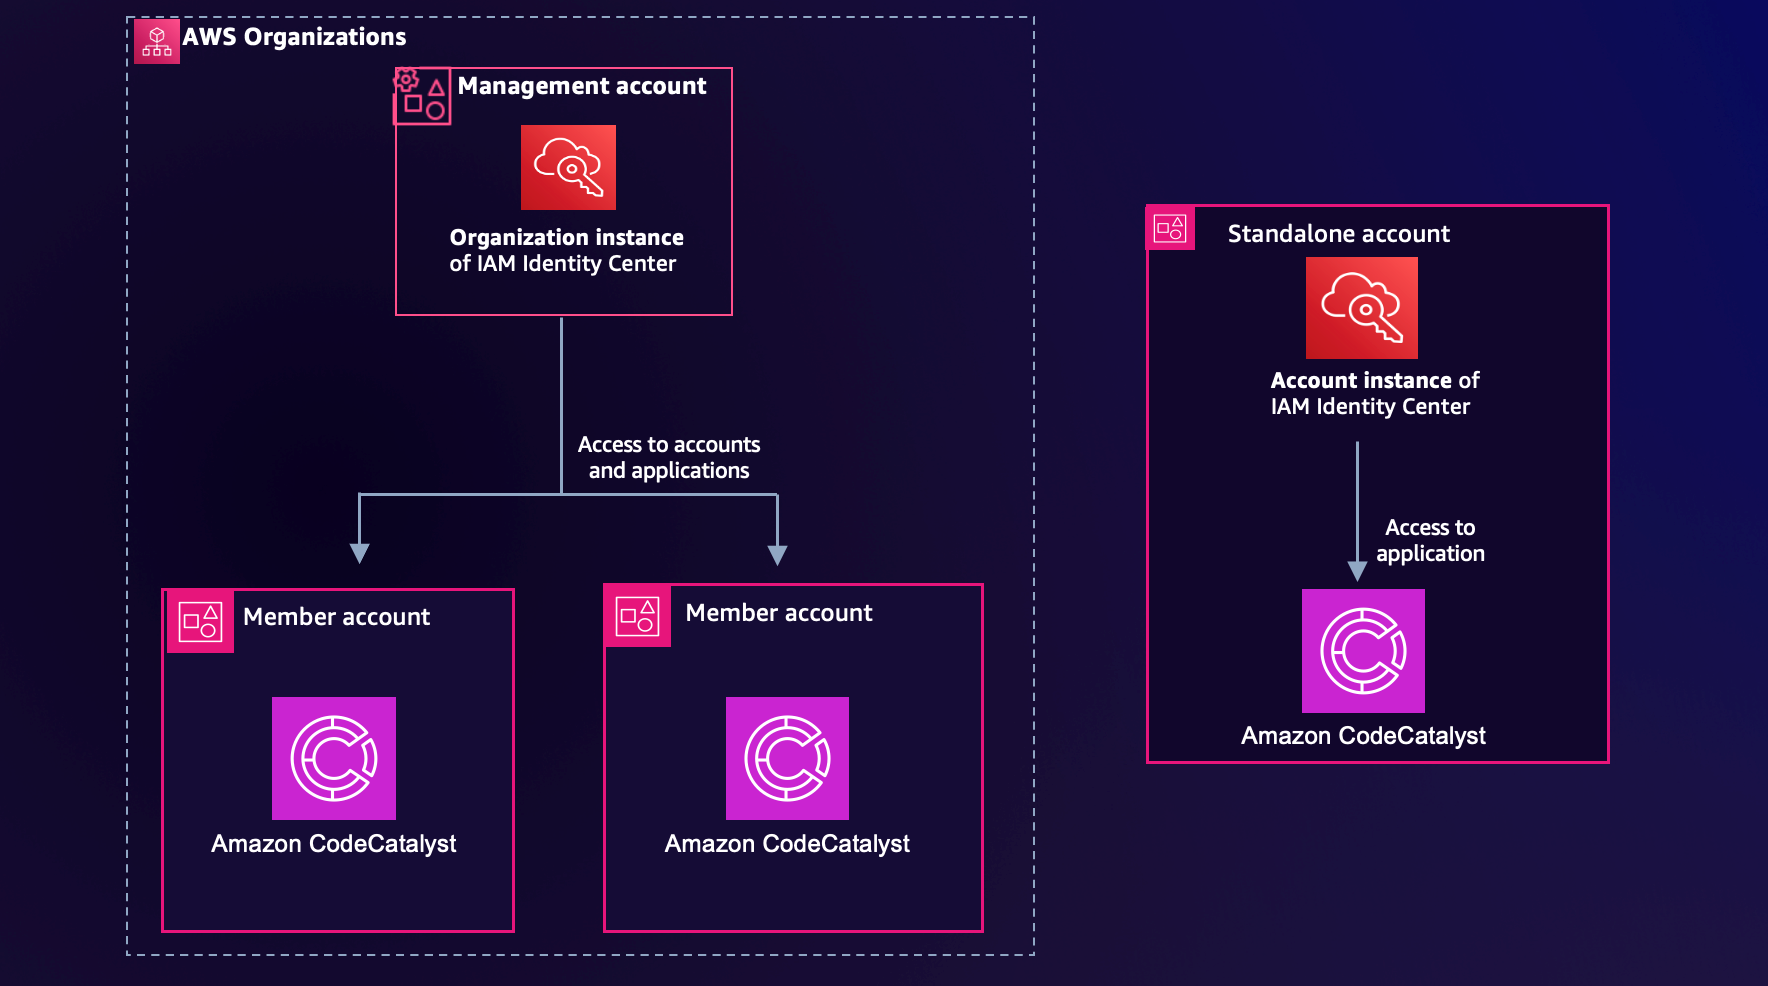 AWS Organizations
Management account
Organization instance
of IAM Identity Center
Access to accounts
and applications
Member account
Amazon CodeCatalyst
Member account
Amazon CodeCatalyst
Standalone account
Account instance of
IAM Identity Center
Access to
application
Amazon CodeCatalyst